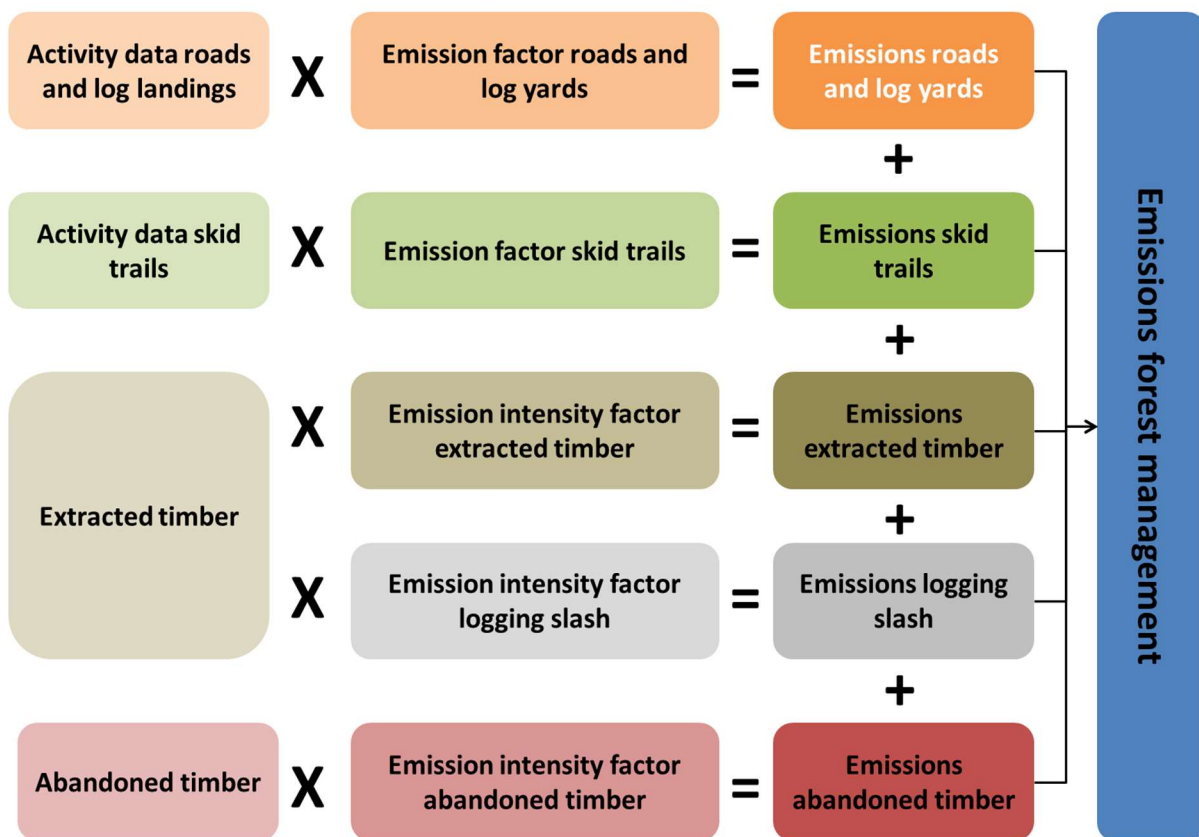 Activity data roads
and log landings
X
Emission factor roads and
log yards
=
Emissions roads
and log yards
+
Activity data skid
trails
X
Emission factor skid trails
=
Emissions skid
trails
+
Extracted timber
X
Emission intensity factor
extracted timber
=
Emissions
extracted timber
+
X
Emission intensity factor
logging slash
=
Emissions logging
slash
+
Abandoned timber
X
Emission intensity factor
abandoned timber
=
Emissions
abandoned timber
Emissions forest management